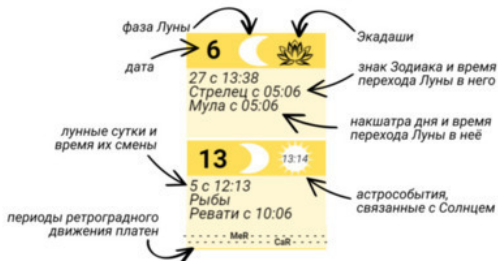 фаза Луны
6
Экадаши
дата
27 с 13:38
Стрелец с 05:06
Мула с 05:06
знак Зодиака и время
перехода Луны в него
накшатра дня и время
перехода Луны в неё
лунные сутки и
время их смены
13
13:14
5 с 12:13
Рыбы
Ревати с 10:06
астрособытия,
связанные с Солнцем
периоды ретроградного
движения платен
MeR
СаR